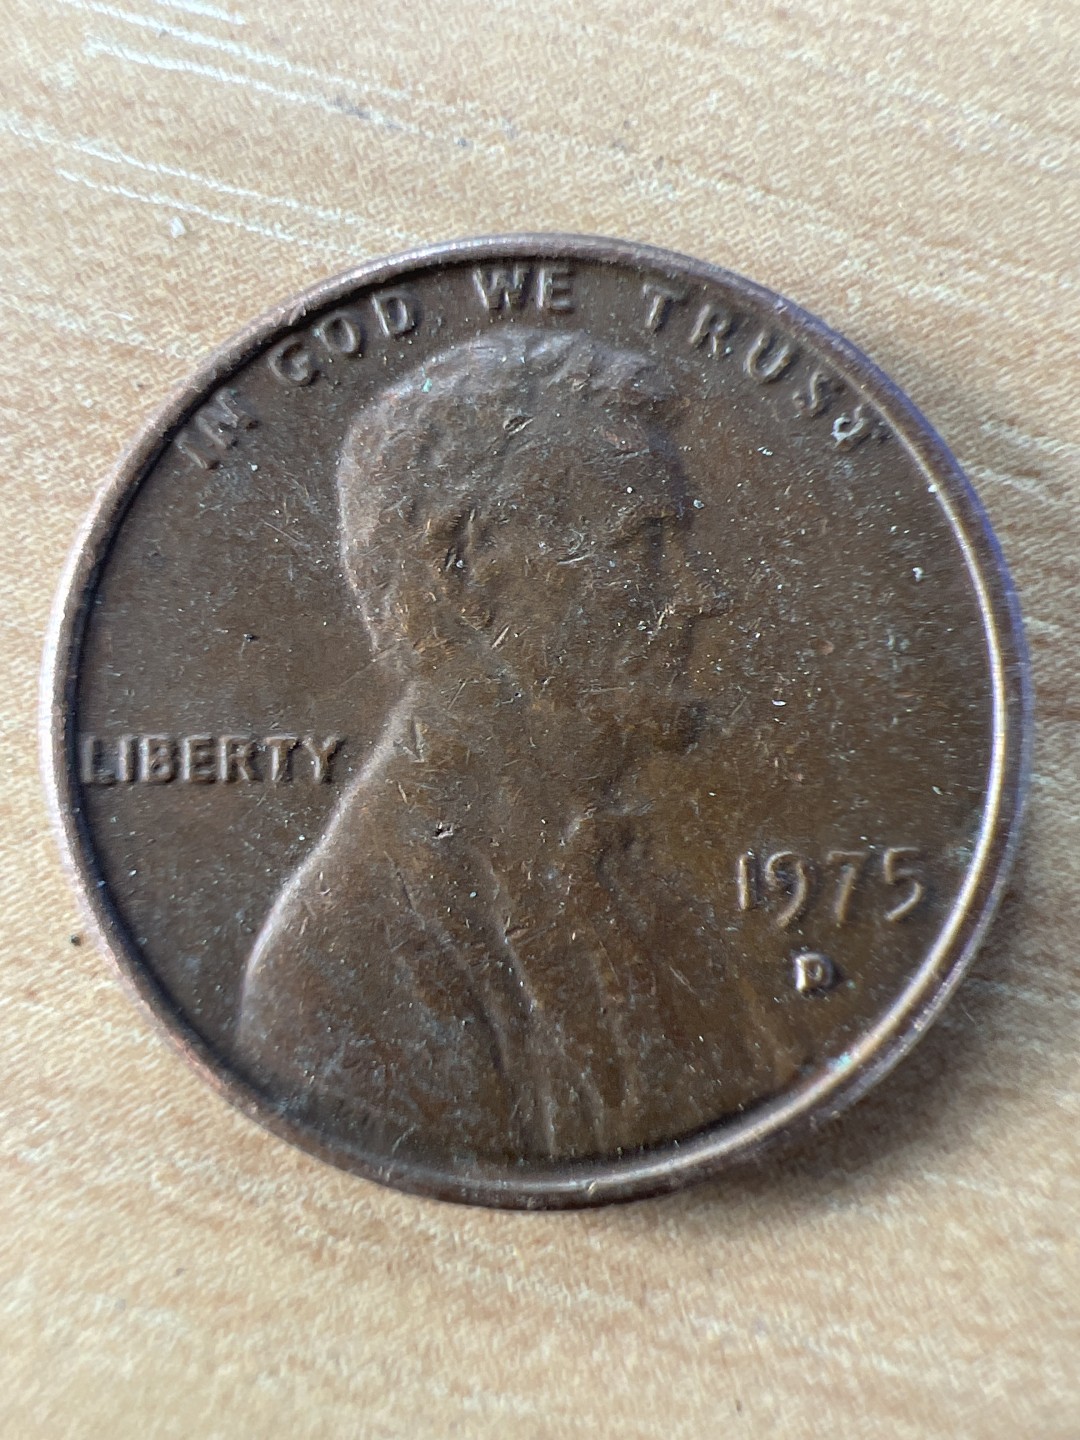 IN GOD WE TRUST
LIBERTY
1975
D